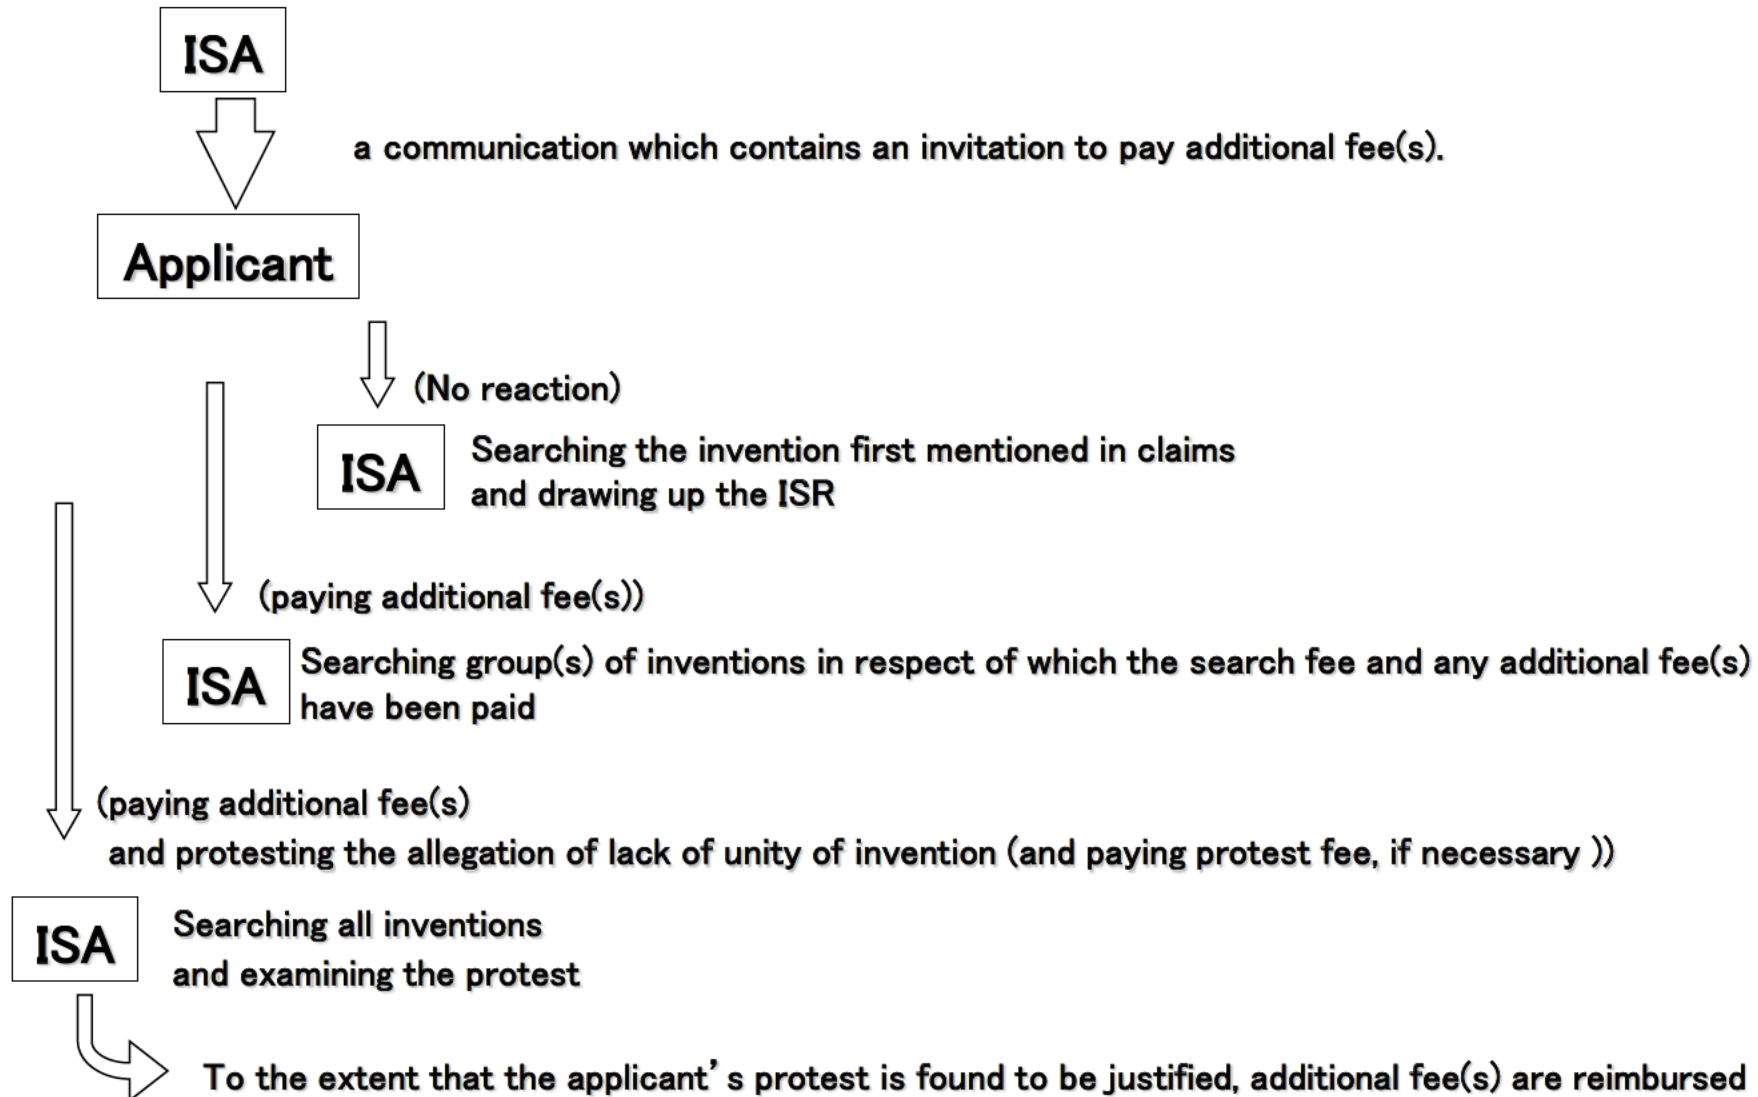 ISA
a communication which contains an invitation to pay additional fee(s).
Applicant
(No reaction)
ISA
Searching the invention first mentioned in claims
and drawing up the ISR
(paying additional fee(s))
ISA
Searching group(s) of inventions in respect of which the search fee and any additional fee(s)
have been paid
(paying additional fee(s)
and protesting the allegation of lack of unity of invention (and paying protest fee, if necessary ))
ISA
Searching all inventions
and examining the protest
To the extent that the applicant's protest is found to be justified, additional fee(s) are reimbursed